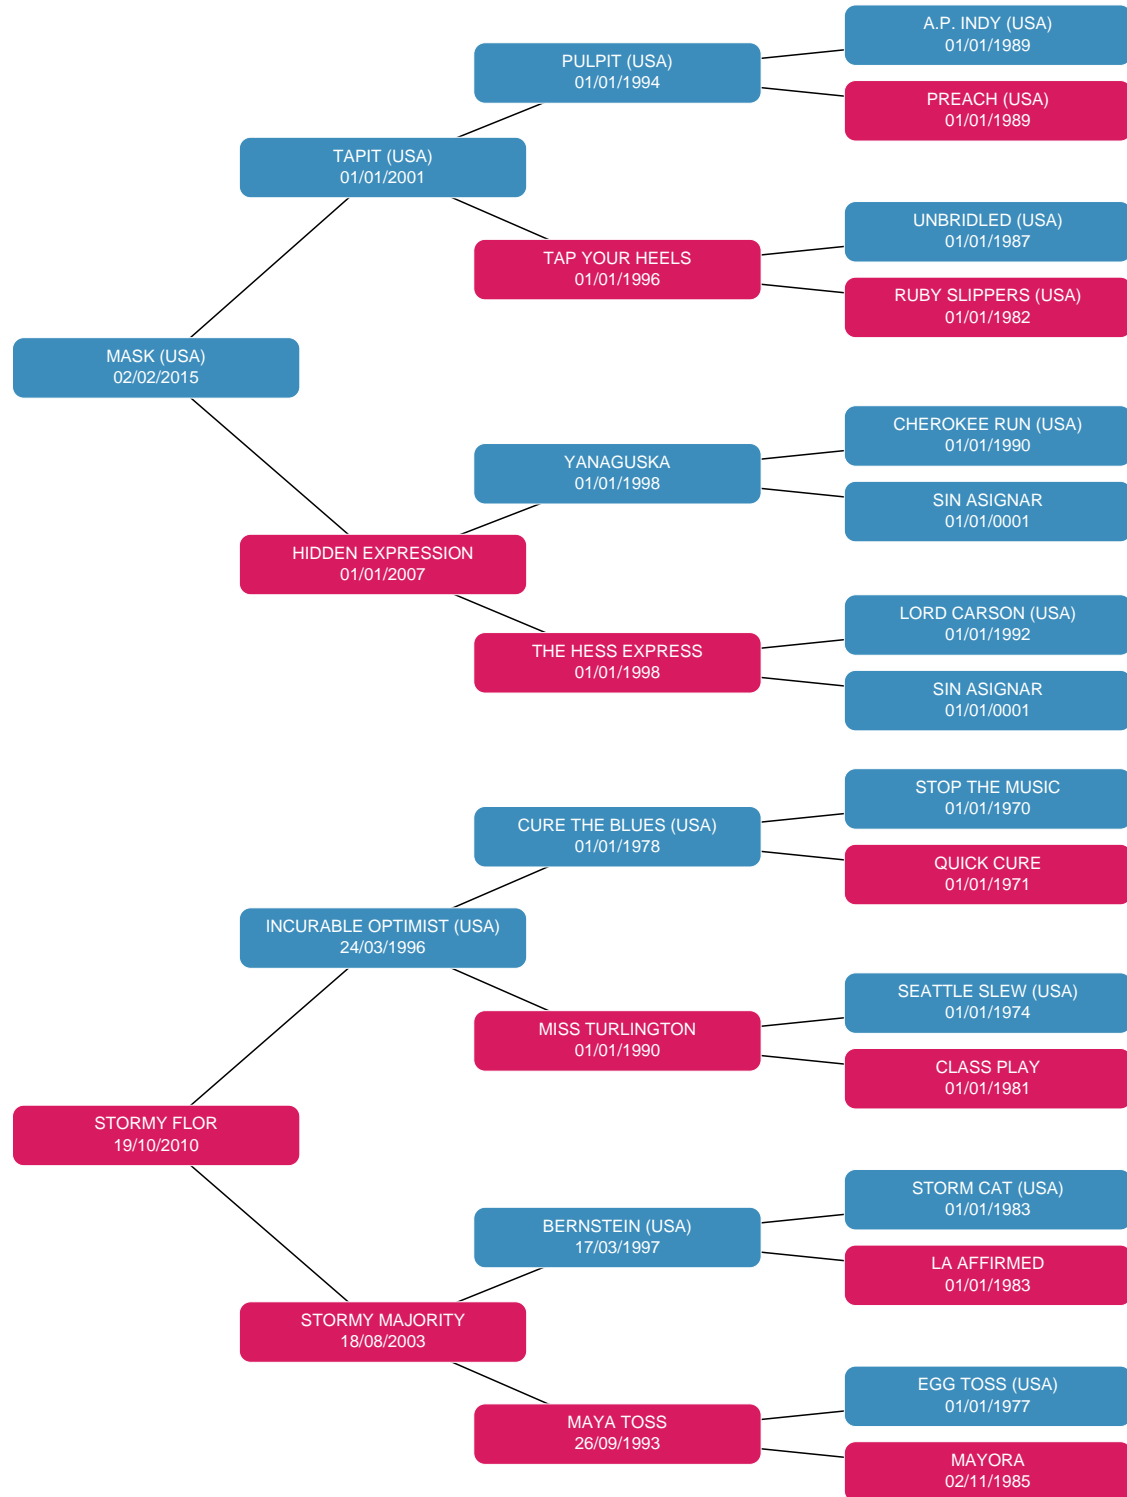 A.P. INDY (USA)
01/01/1989
PULPIT (USA)
01/01/1994
PREACH (USA)
01/01/1989
TAPIT (USA)
01/01/2001
UNBRIDLED (USA)
01/01/1987
TAP YOUR HEELS
01/01/1996
RUBY SLIPPERS (USA)
01/01/1982
MASK (USA)
02/02/2015
CHEROKEE RUN (USA)
01/01/1990
YANAGUSKA
01/01/1998
SIN ASIGNAR
01/01/0001
HIDDEN EXPRESSION
01/01/2007
LORD CARSON (USA)
01/01/1992
THE HESS EXPRESS
01/01/1998
SIN ASIGNAR
01/01/0001
STOP THE MUSIC
01/01/1970
CURE THE BLUES (USA)
01/01/1978
QUICK CURE
01/01/1971
INCURABLE OPTIMIST (USA)
24/03/1996
SEATTLE SLEW (USA)
01/01/1974
MISS TURLINGTON
01/01/1990
CLASS PLAY
01/01/1981
STORMY FLOR
19/10/2010
STORM CAT (USA)
01/01/1983
BERNSTEIN (USA)
17/03/1997
LA AFFIRMED
01/01/1983
STORMY MAJORITY
18/08/2003
EGG TOSS (USA)
01/01/1977
MAYA TOSS
26/09/1993
MAYORA
02/11/1985